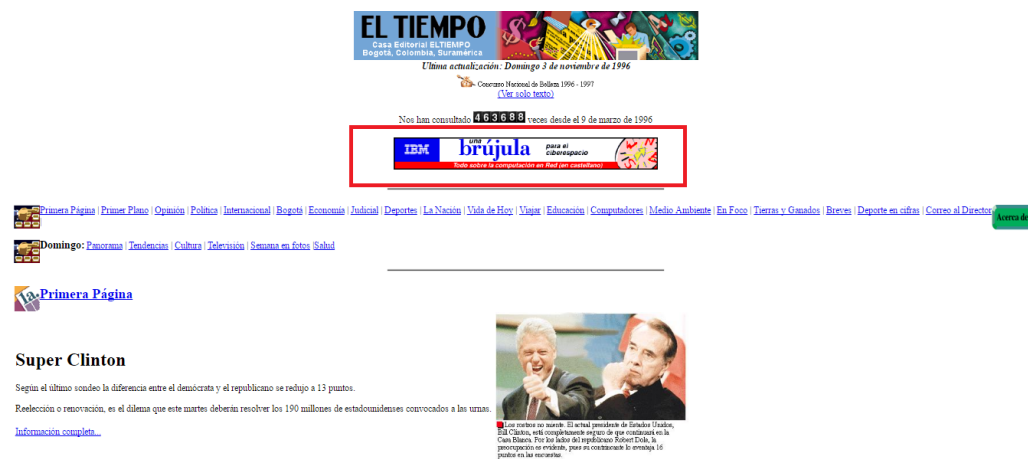 EL TIEMPO
Casa Editorial ELTIEMPO
Bogotá, Colombia, Suramérica
Ultima actualización: Domingo 3 de noviembre de 1996
Concurso Nacional de Belleza 1996 - 1997
(Ver solo texto)
Nos han consultado 463688 veces desde el 9 de marzo de 1996
IBM una brújula para el ciberespacio
Todo sobre la computación en Red (en castellano)
Primera Página | Primer Plano | Opinión | Política | Internacional | Bogotá | Economía | Judicial | Deportes | La Nación | Vida de Hoy | Viajar | Educación | Computadores | Medio Ambiente | En Foco | Tierras y Ganados | Breves | Deporte en cifras | Correo al Director
Acerca de
Domingo: Panorama | Tendencias | Cultura | Televisión | Semana en fotos |Salud
1a. Primera Página
Super Clinton
Según el último sondeo la diferencia entre el demócrata y el republicano se redujo a 13 puntos.
Reelección o renovación, es el dilema que este martes deberán resolver los 190 millones de estadounidenses convocados a las urnas.
Información completa...
Los rostros no miente. El actual presidente de Estados Unidos,
Bill Clinton, está completamente seguro de que continuará en la
Casa Blanca. Por los lados del republicano Robert Dole, la
preocupación es evidente, pues su contrincante lo aventaja 16
puntos en las encuestas.